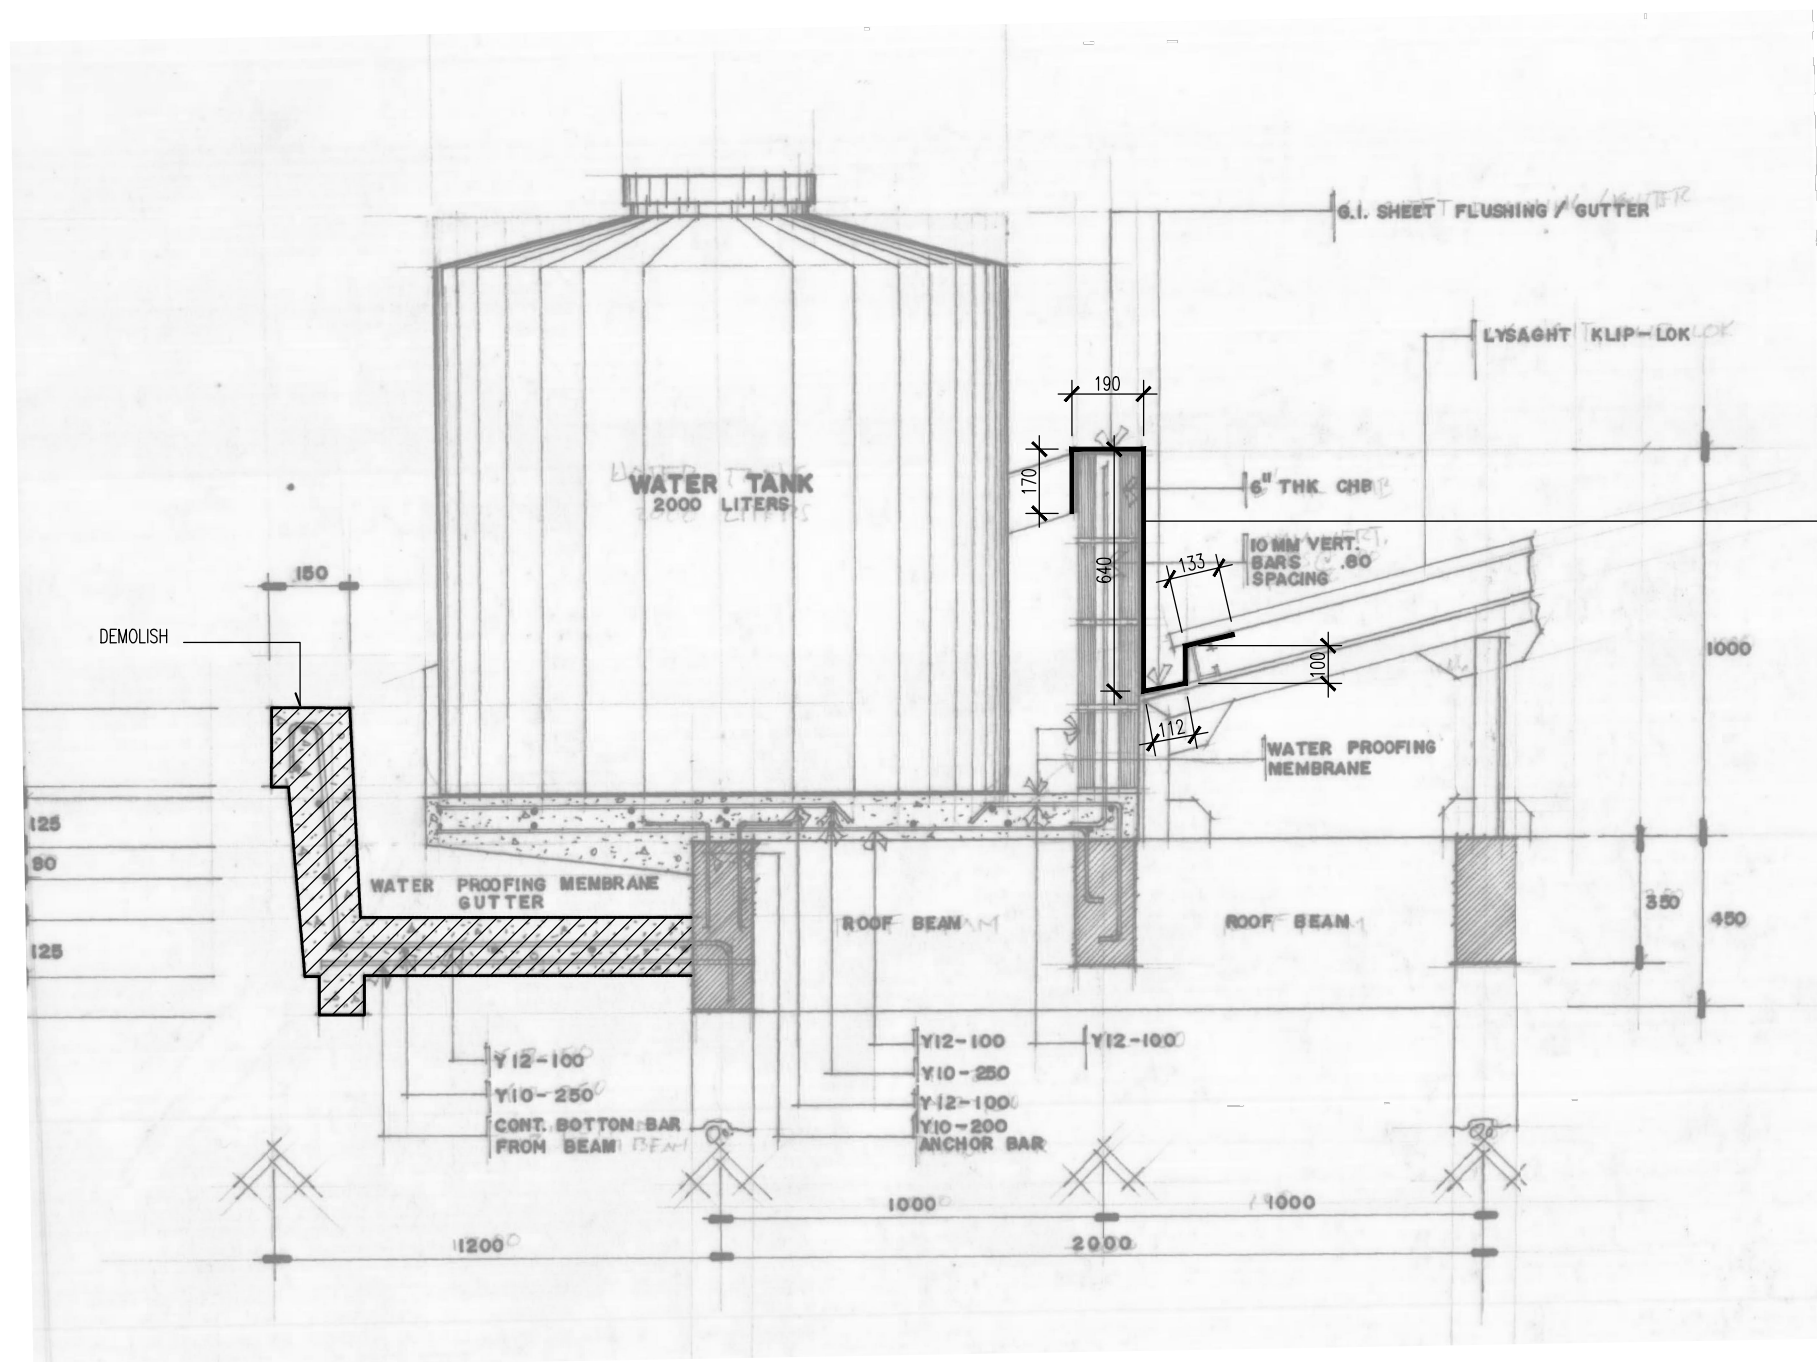 G.I. SHEET FLUSHING / GUTTER
LYSAGHT KLIP-LOK
190
170
WATER TANK
2000 LITERS
6" THK CHB
10 MM VERT.
BARS .80
SPACING
640
133
150
DEMOLISH
100
1000
112
WATER PROOFING
MEMBRANE
125
80
125
WATER PROOFING MEMBRANE
GUTTER
ROOF BEAM
ROOF BEAM
350
450
Y12-100
Y10-250
CONT. BOTTOM BAR
FROM BEAM
Y12-100
Y10-250
Y12-100
Y10-200
ANCHOR BAR
Y12-100
1000
1000
1200
2000